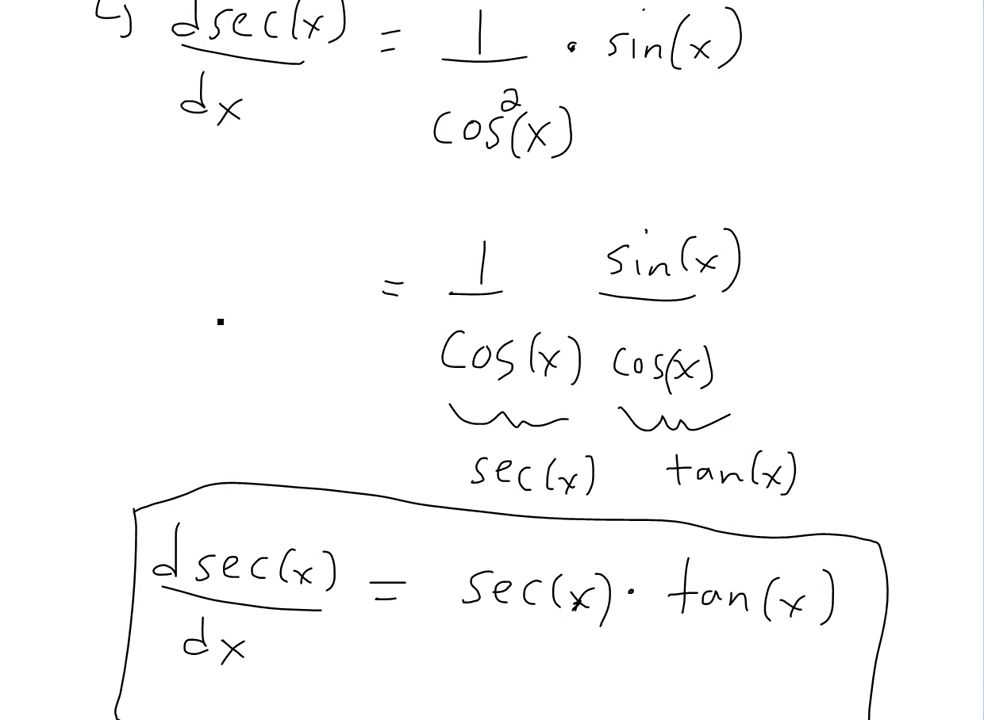 c) dsec(x)/dx = 1/cos²(x) · sin(x)
= 1/cos(x) sin(x)/cos(x)
sec(x) tan(x)
dsec(x)/dx = sec(x) · tan(x)